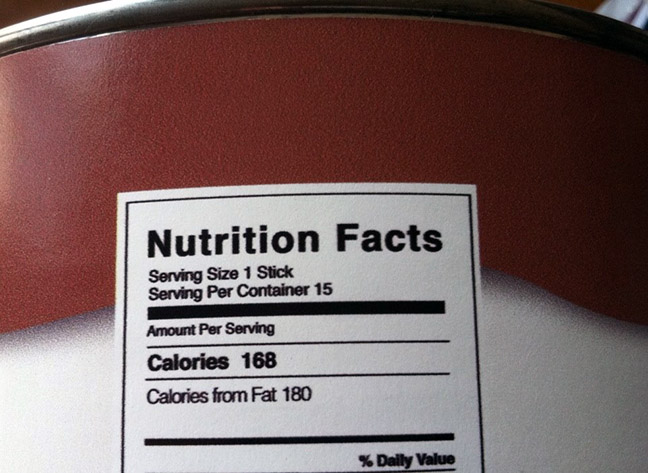 Nutrition Facts
Serving Size 1 Stick
Serving Per Container 15
Amount Per Serving
Calories 168
Calories from Fat 180
% Daily Value